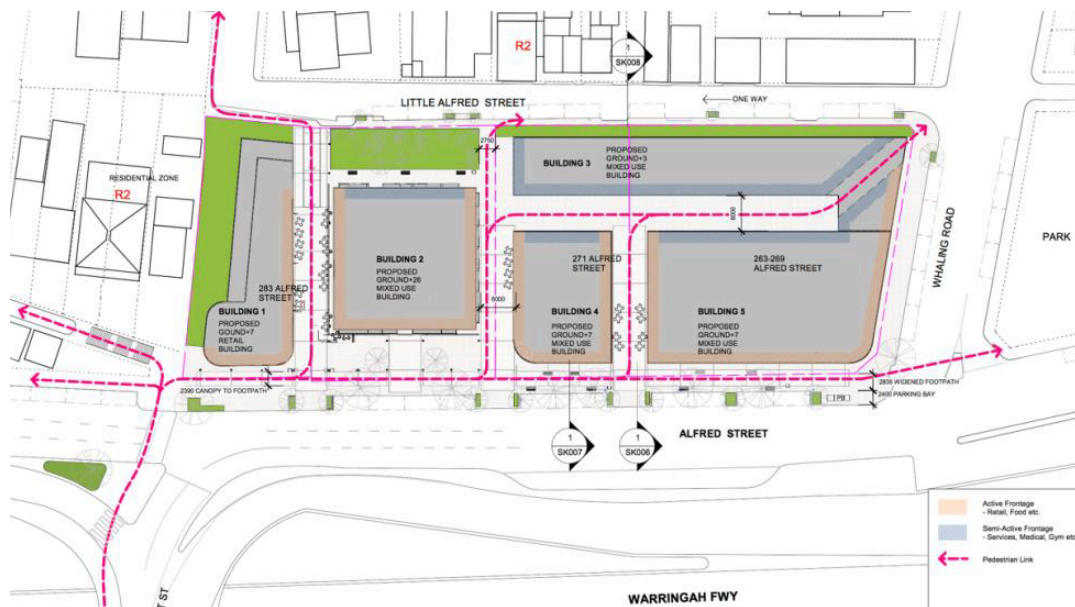 R2
1
SK008
LITTLE ALFRED STREET
ONE WAY
2750
BUILDING 3
PROPOSED
GROUND+3
MIXED USE
BUILDING
RESIDENTIAL ZONE
R2
6000
WHALING ROAD
PARK
BUILDING 2
PROPOSED
GROUND+26
MIXED USE
BUILDING
271 ALFRED
STREET
263-269
ALFRED STREET
283 ALFRED
STREET
6000
BUILDING 1
PROPOSED
GOUND+7
RETAIL
BUILDING
BUILDING 4
PROPOSED
GROUND+7
MIXED USE
BUILDING
BUILDING 5
PROPOSED
GROUND+7
MIXED USE
BUILDING
2390 CANOPY TO FOOTPATH
2835 WIDENED FOOTPATH
2400 PARKING BAY
1
SK007
1
SK006
ALFRED STREET
Active Frontage
- Retail, Food etc.
Semi-Active Frontage
- Services, Medical, Gym etc
Pedestrian Link
WARRINGAH FWY
ST